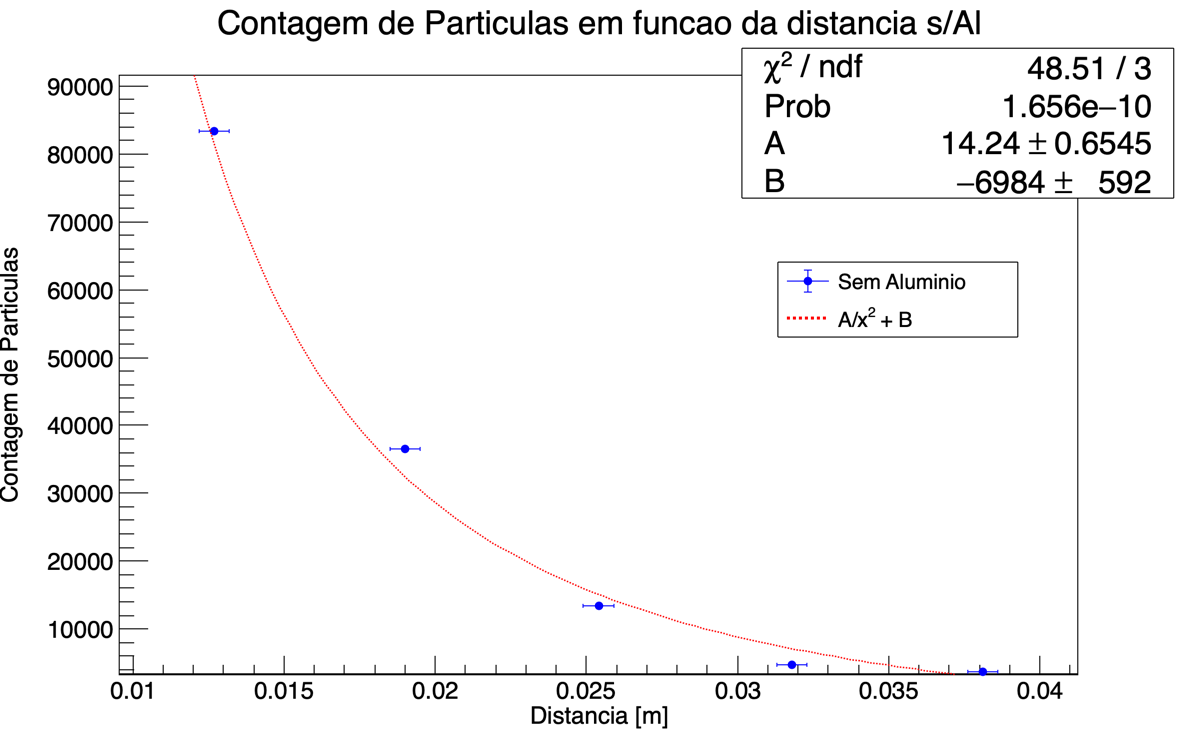 Contagem de Particulas em funcao da distancia s/Al
χ² / ndf 48.51 / 3
Prob 1.656e−10
A 14.24 ± 0.6545
B −6984 ± 592
Sem Aluminio
A/x² + B
Contagem de Particulas
90000
80000
70000
60000
50000
40000
30000
20000
10000
0.01 0.015 0.02 0.025 0.03 0.035 0.04
Distancia [m]